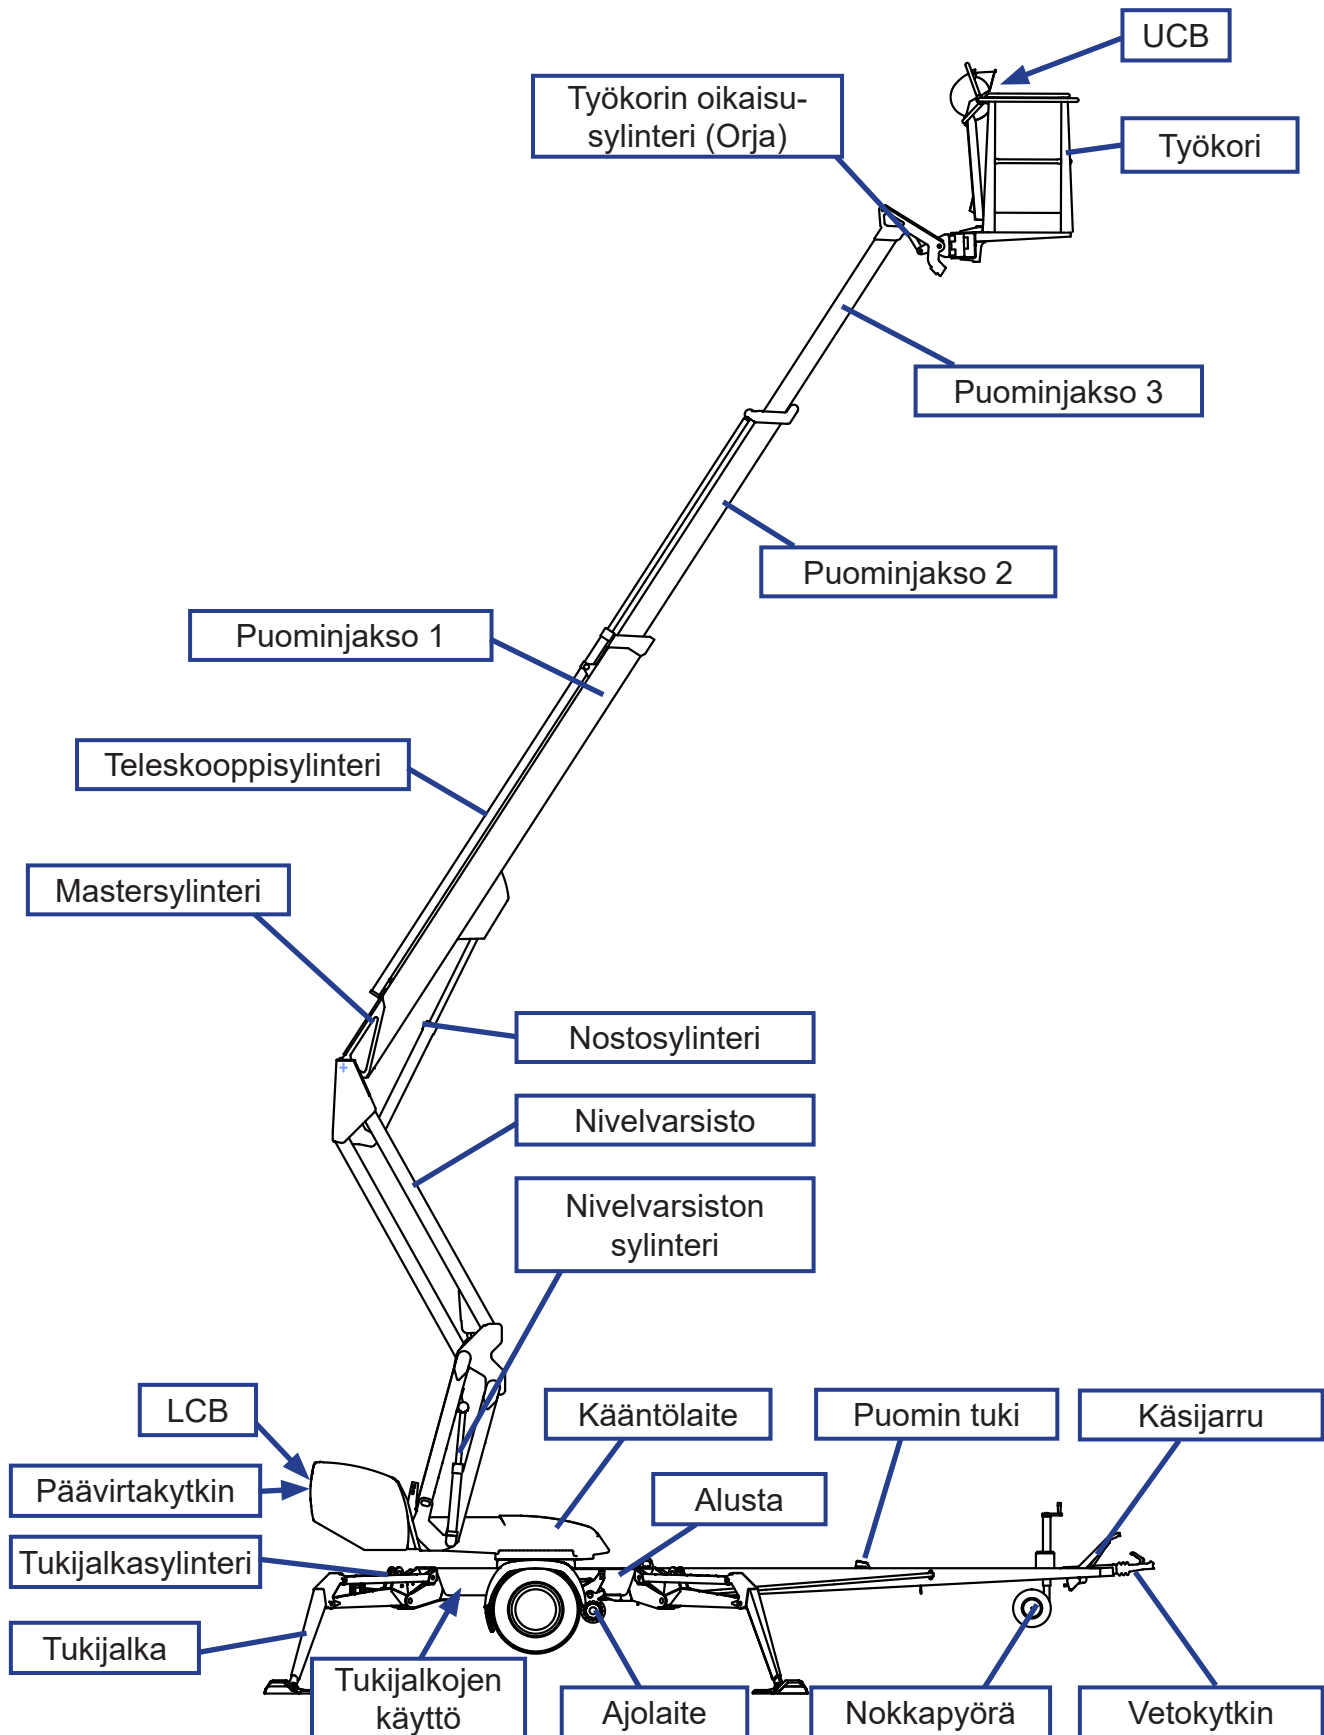 UCB
Työkorin oikaisu-
sylinteri (Orja)
Työkori
Puominjakso 3
Puominjakso 2
Puominjakso 1
Teleskooppisylinteri
Mastersylinteri
Nostosylinteri
Nivelvarsisto
Nivelvarsiston
sylinteri
LCB
Kääntölaite
Puomin tuki
Käsijarru
Päävirtakytkin
Alusta
Tukijalkasylinteri
Tukijalka
Tukijalkojen
käyttö
Ajolaite
Nokkapyörä
Vetokytkin